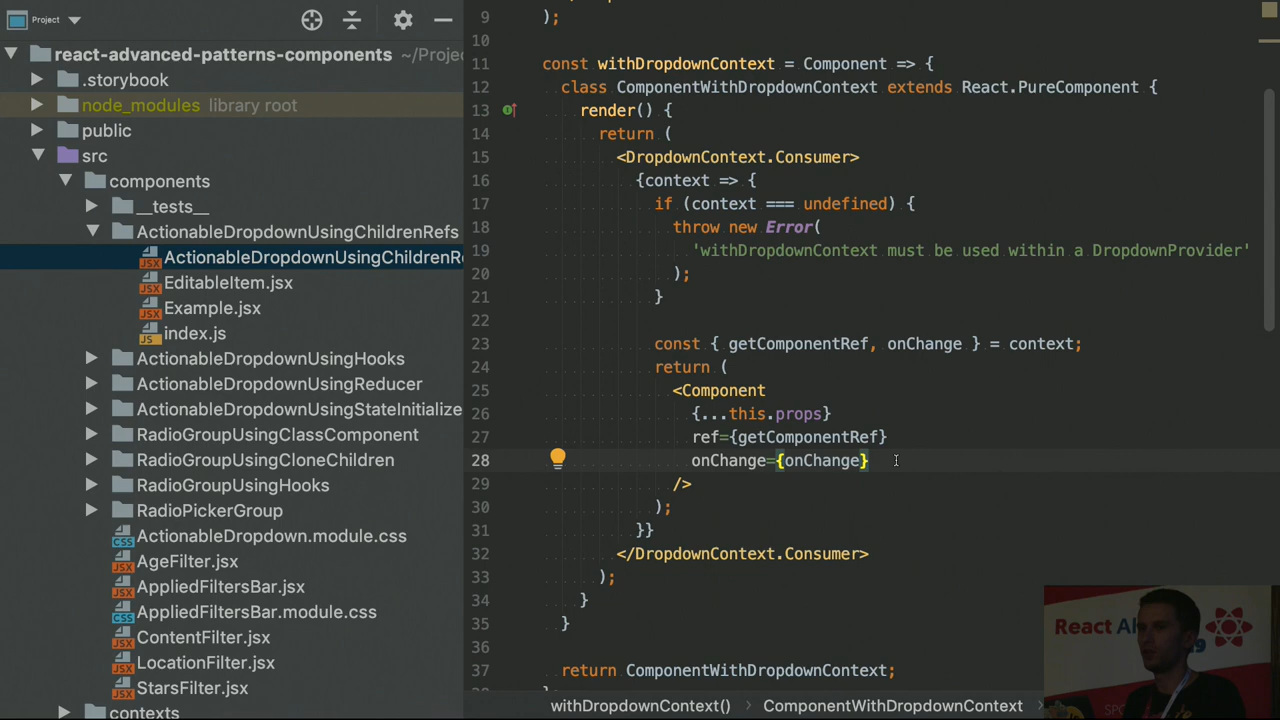 Project
react-advanced-patterns-components ~/Projec
.storybook
node_modules library root
public
src
components
__tests__
ActionableDropdownUsingChildrenRefs
ActionableDropdownUsingChildrenRe
EditableItem.jsx
Example.jsx
index.js
ActionableDropdownUsingHooks
ActionableDropdownUsingReducer
ActionableDropdownUsingStateInitialize
RadioGroupUsingClassComponent
RadioGroupUsingCloneChildren
RadioGroupUsingHooks
RadioPickerGroup
ActionableDropdown.module.css
AgeFilter.jsx
AppliedFiltersBar.jsx
AppliedFiltersBar.module.css
ContentFilter.jsx
LocationFilter.jsx
StarsFilter.jsx
contexts
9 );
10
11 const withDropdownContext = Component => {
12 class ComponentWithDropdownContext extends React.PureComponent {
13 render() {
14 return (
15 <DropdownContext.Consumer>
16 {context => {
17 if (context === undefined) {
18 throw new Error(
19 'withDropdownContext must be used within a DropdownProvider'
20 );
21 }
22
23 const { getComponentRef, onChange } = context;
24 return (
25 <Component
26 {...this.props}
27 ref={getComponentRef}
28 onChange={onChange}
29 />
30 );
31 }}
32 </DropdownContext.Consumer>
33 );
34 }
35 }
36
37 return ComponentWithDropdownContext;
withDropdownContext() ComponentWithDropdownContext
React Al